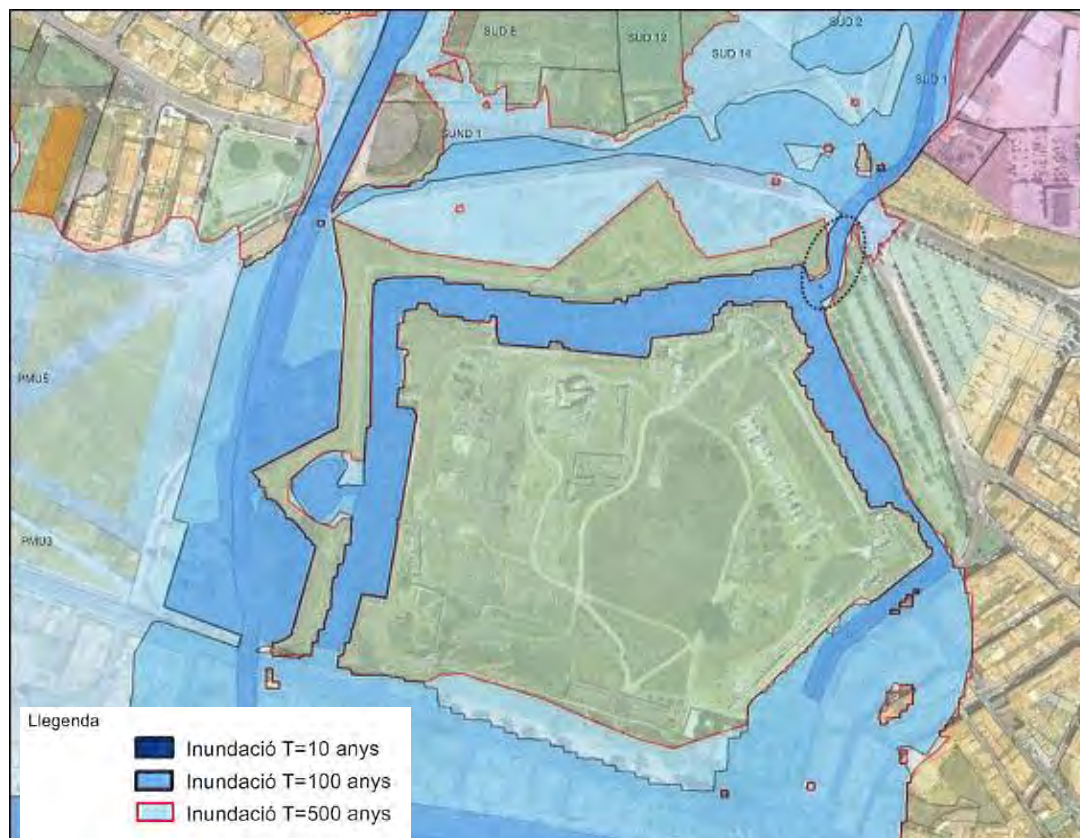 SUD 8
SUD 12
SUD 2
SUD 14
SUD 1
SUND 1
PMU5
PMU3
Llegenda
Inundació T=10 anys
Inundació T=100 anys
Inundació T=500 anys